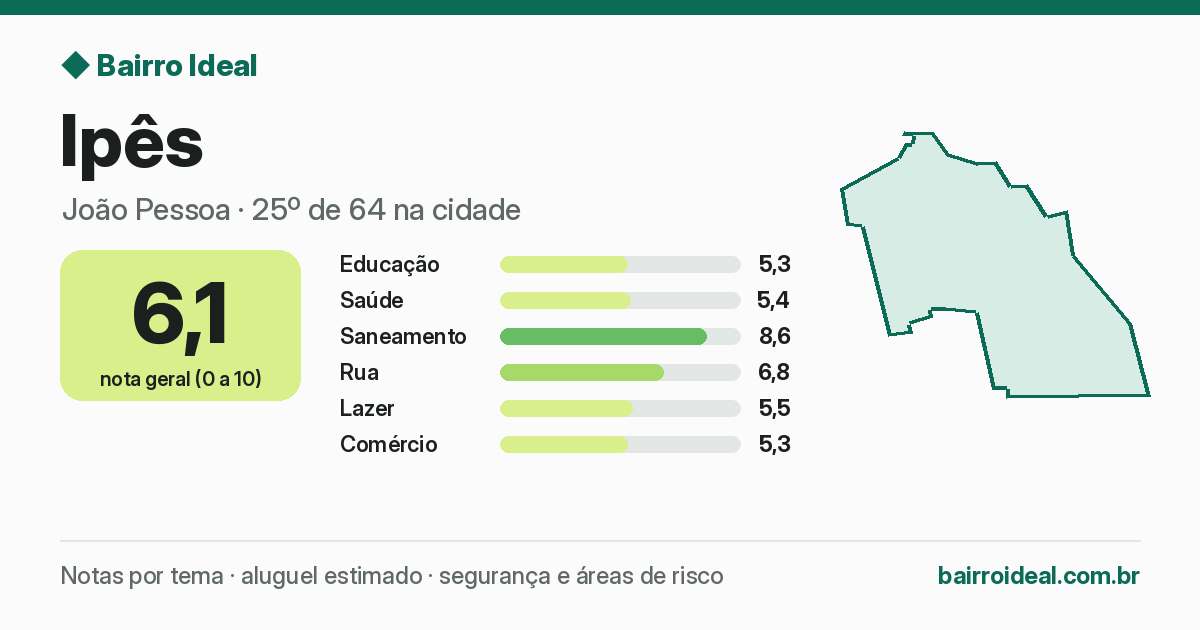 Bairro Ideal
Ipês
João Pessoa · 25º de 64 na cidade
6,1
nota geral (0 a 10)
Educação 5,3
Saúde 5,4
Saneamento 8,6
Rua 6,8
Lazer 5,5
Comércio 5,3
Notas por tema · aluguel estimado · segurança e áreas de risco
bairroideal.com.br